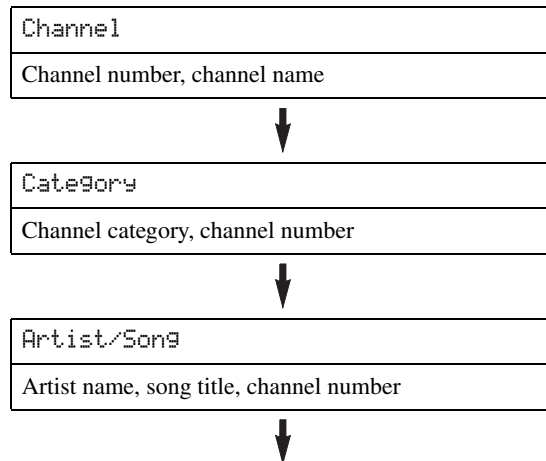 Channel
Channel number, channel name
Category
Channel category, channel number
Artist/Song
Artist name, song title, channel number